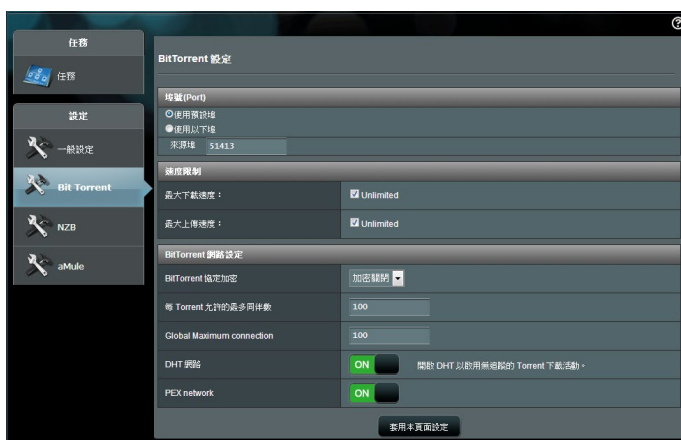 任務
任務
設定
一般設定
Bit Torrent
NZB
aMule
BitTorrent 設定
埠號(Port)
使用預設埠
使用以下埠
來源埠 51413
速度限制
最大下載速度： Unlimited
最大上傳速度： Unlimited
BitTorrent 網路設定
BitTorrent 協定加密 加密關閉
每 Torrent 允許的最多同伴數 100
Global Maximum connection 100
DHT 網路 ON 開啟 DHT 以啟用無追蹤的 Torrent 下載活動。
PEX network ON
套用本頁面設定